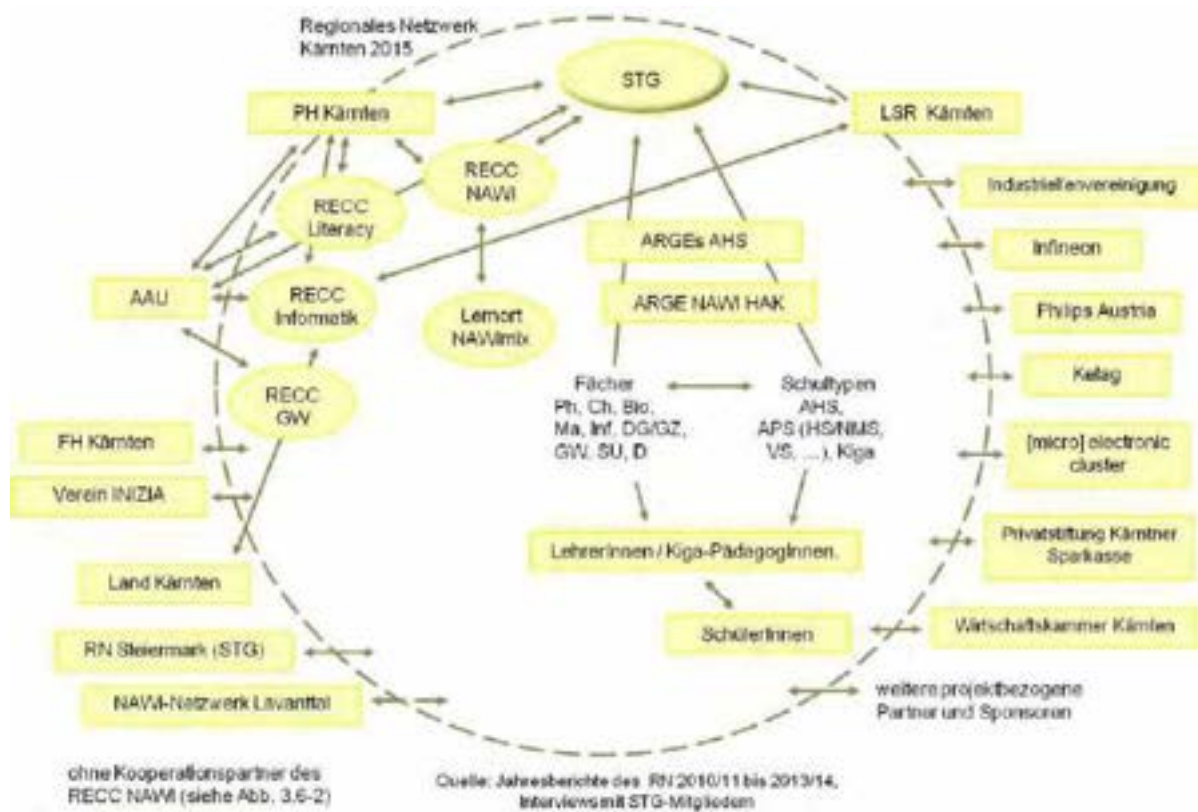 Regionales Netzwerk
Kärnten 2015
STG
PH Kärnten
LSR Kärnten
RECC
NAWI
RECC
Literacy
Industriellenvereinigung
ARGEs AHS
Infineon
AAU
RECC
Informatik
ARGE NAWI HAK
Lernort
NAWImix
Philips Austria
RECC
GW
Fächer
Ph, Ch, Bio,
Ma, Inf, DG/GZ,
GW, SU, D
Schultypen
AHS,
APS (HS/NMS,
VS, ...), Kiga
Kelag
FH Kärnten
[micro] electronic
cluster
Verein INIZIA
LehrerInnen / Kiga-PädagogInnen.
Privatstiftung Kärntner
Sparkasse
Land Kärnten
SchülerInnen
Wirtschaftskammer Kärnten
RN Steiermark (STG)
NAWI-Netzwerk Lavanttal
weitere projektbezogene
Partner und Sponsoren
ohne Kooperationspartner des
RECC NAWI (siehe Abb. 3.6-2)
Quelle: Jahresberichte des RN 2010/11 bis 2013/14,
Interviews mit STG-Mitgliedern